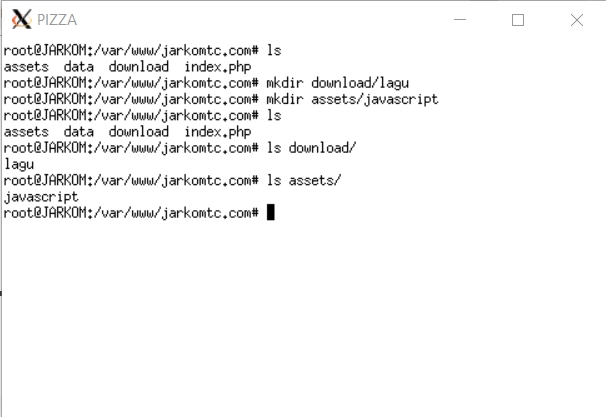 PIZZA
root@JARKOM:/var/www/jarkomtc.com# ls
assets  data  download  index.php
root@JARKOM:/var/www/jarkomtc.com# mkdir download/lagu
root@JARKOM:/var/www/jarkomtc.com# mkdir assets/javascript
root@JARKOM:/var/www/jarkomtc.com# ls
assets  data  download  index.php
root@JARKOM:/var/www/jarkomtc.com# ls download/
lagu
root@JARKOM:/var/www/jarkomtc.com# ls assets/
javascript
root@JARKOM:/var/www/jarkomtc.com#